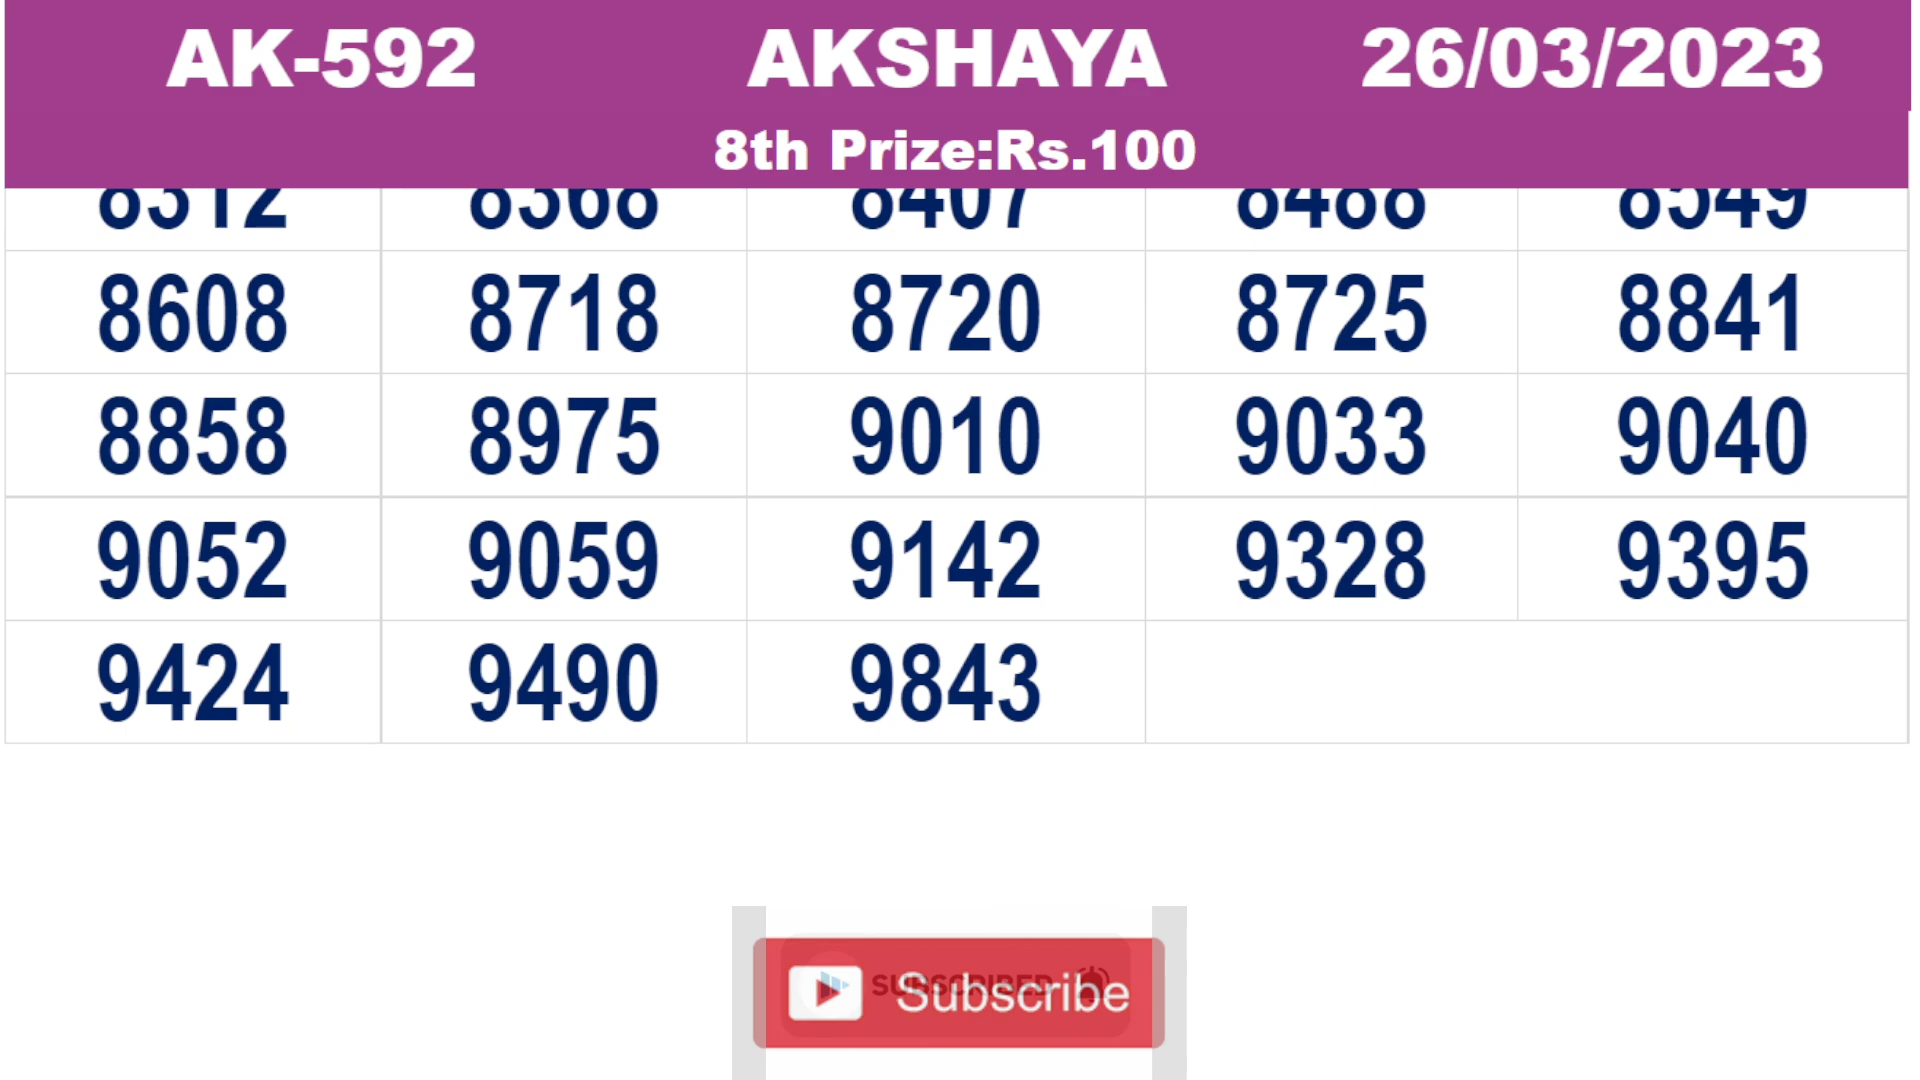 AK-592 AKSHAYA 26/03/2023
8th Prize:Rs.100
8312 8368 8407 8488 8549
8608 8718 8720 8725 8841
8858 8975 9010 9033 9040
9052 9059 9142 9328 9395
9424 9490 9843
SUBSCRIBED
Subscribe